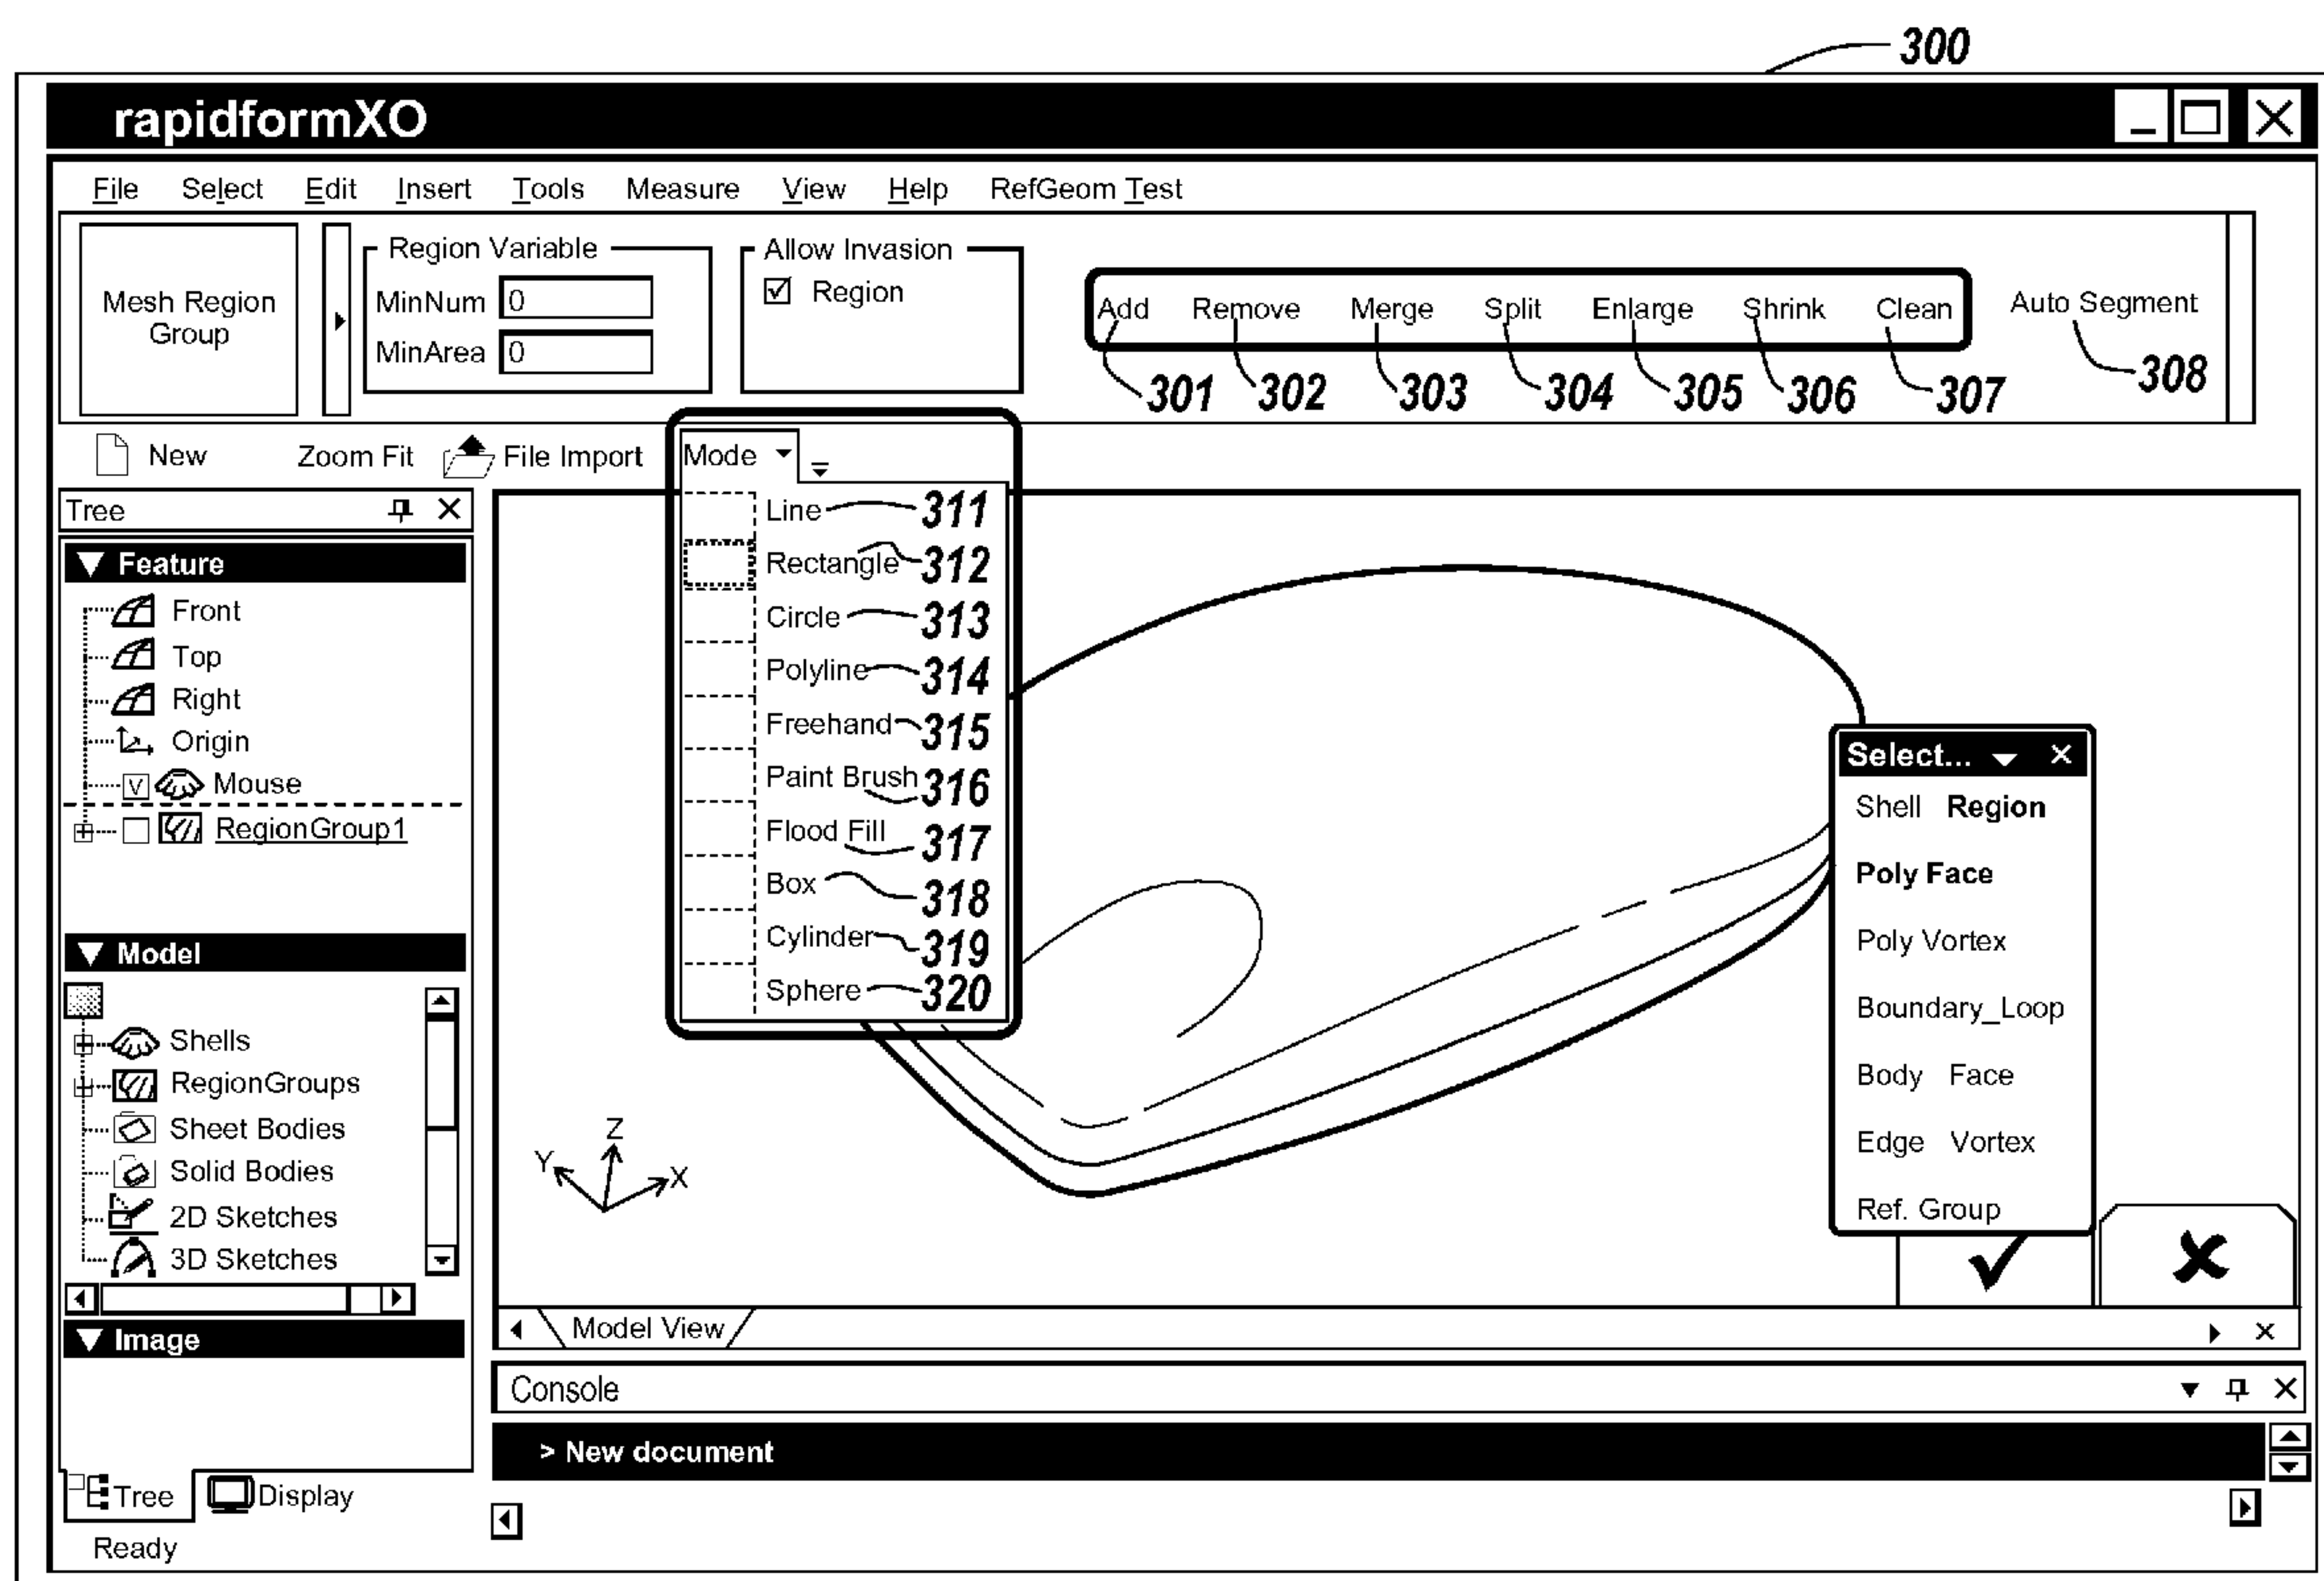 300
rapidformXO
File Select Edit Insert Tools Measure View Help RefGeom Test
Mesh Region Group
Region Variable
MinNum 0
MinArea 0
Allow Invasion
Region
Add Remove Merge Split Enlarge Shrink Clean Auto Segment
301 302 303 304 305 306 307 308
New Zoom Fit File Import Mode
Line 311
Rectangle 312
Circle 313
Polyline 314
Freehand 315
Paint Brush 316
Flood Fill 317
Box 318
Cylinder 319
Sphere 320
Tree
Feature
Front
Top
Right
Origin
V Mouse
RegionGroup1
Model
Shells
RegionGroups
Sheet Bodies
Solid Bodies
2D Sketches
3D Sketches
Image
Tree Display
Ready
Select...
Shell Region
Poly Face
Poly Vortex
Boundary_Loop
Body Face
Edge Vortex
Ref. Group
Z
Y
X
Model View
Console
> New document